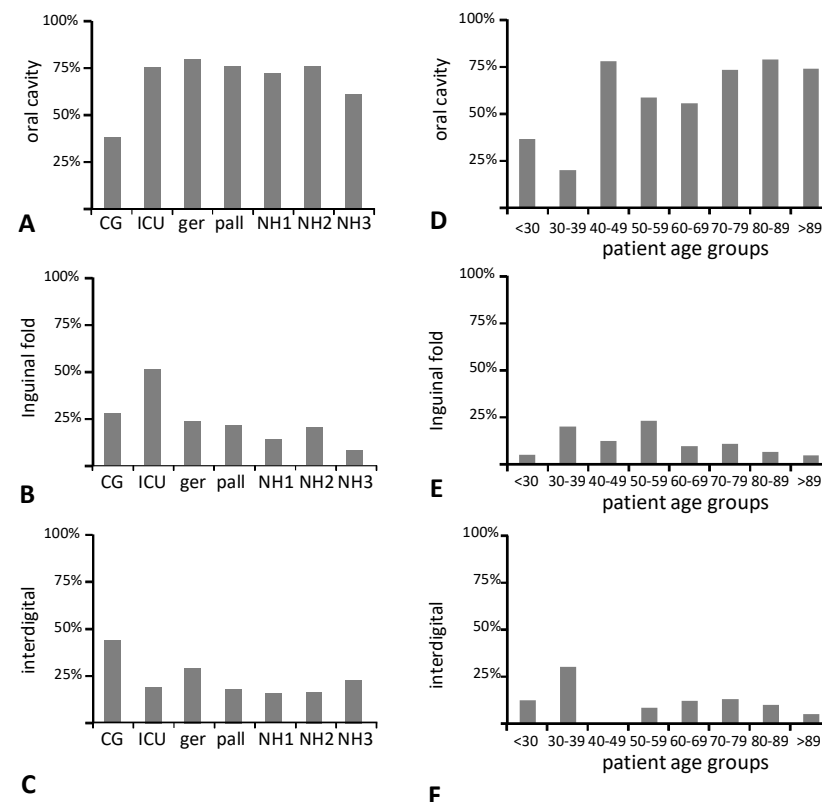 100%
75%
50%
25%
oral cavity
CG ICU ger pall NH1 NH2 NH3
A
100%
75%
50%
25%
Inguinal fold
CG ICU ger pall NH1 NH2 NH3
B
100%
75%
50%
25%
interdigital
CG ICU ger pall NH1 NH2 NH3
C
100%
75%
50%
25%
oral cavity
<30 30-39 40-49 50-59 60-69 70-79 80-89 >89
patient age groups
D
100%
75%
50%
25%
Inguinal fold
<30 30-39 40-49 50-59 60-69 70-79 80-89 >89
patient age groups
E
100%
75%
50%
25%
interdigital
<30 30-39 40-49 50-59 60-69 70-79 80-89 >89
patient age groups
F